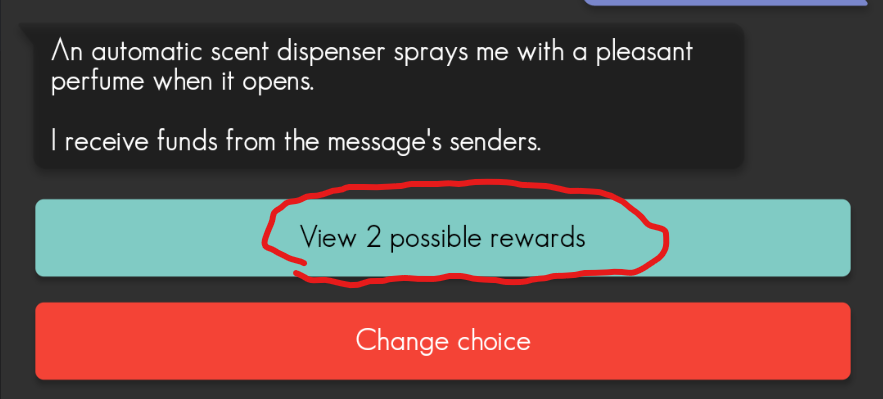 An automatic scent dispenser sprays me with a pleasant
perfume when it opens.
I receive funds from the message's senders.
View 2 possible rewards
Change choice